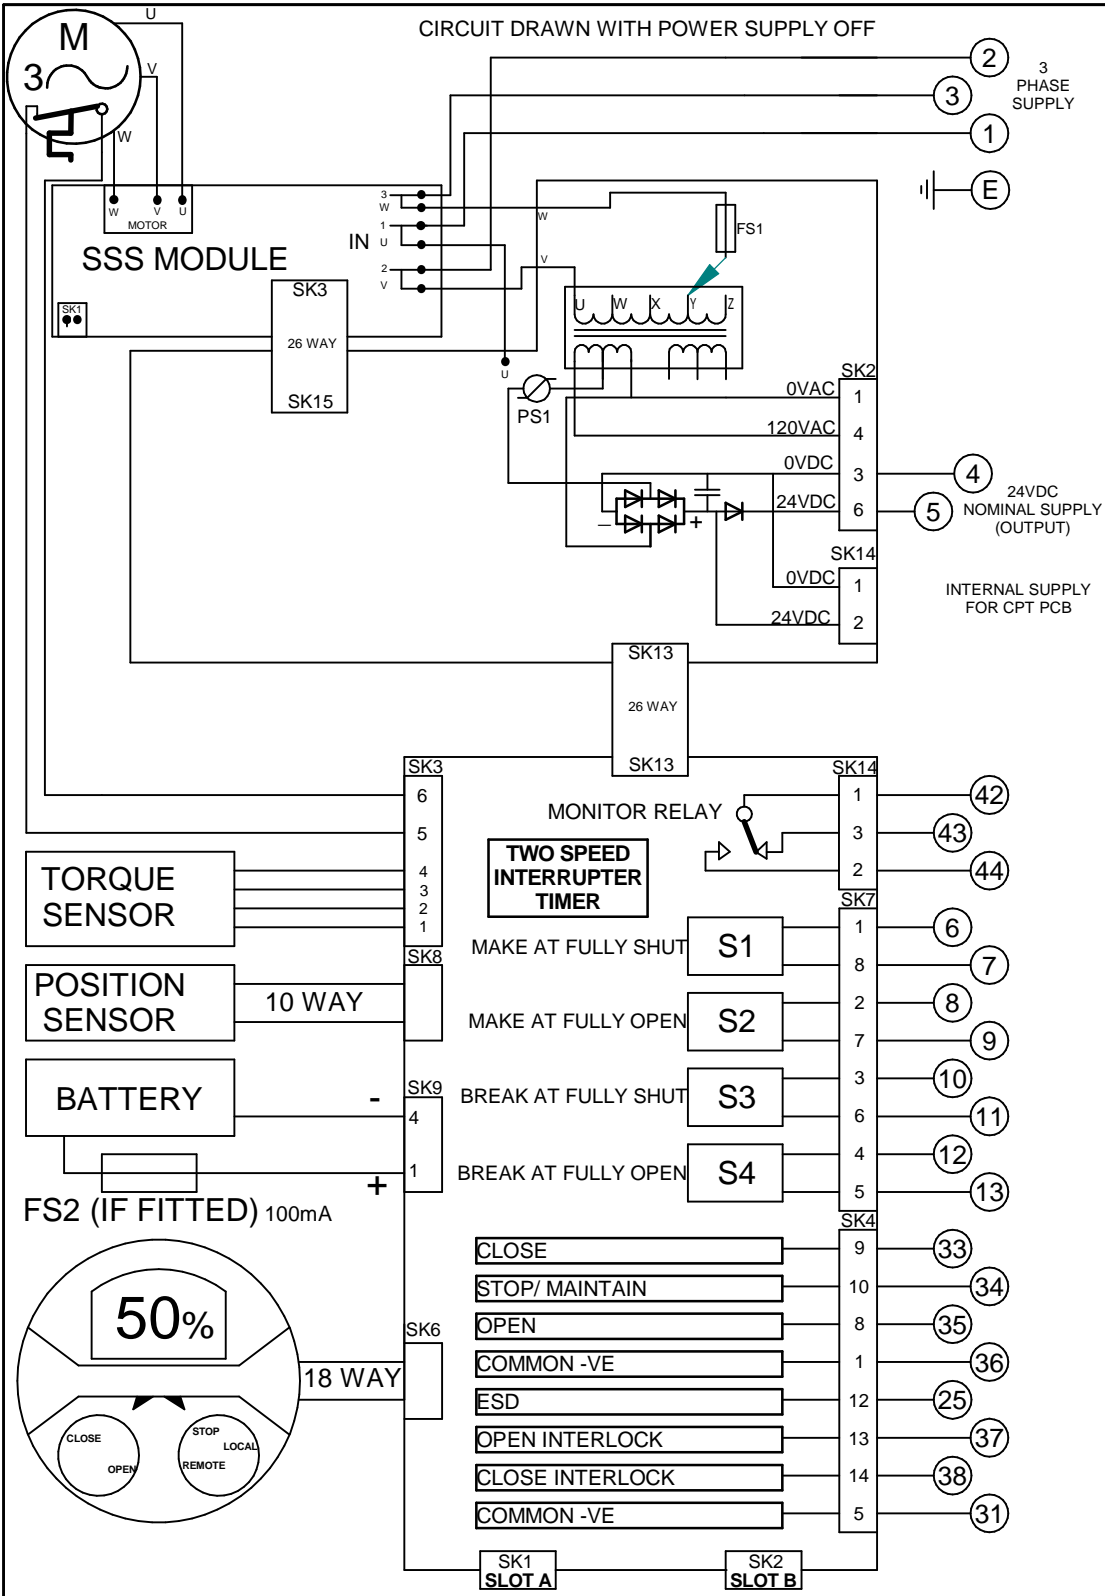 CIRCUIT DRAWN WITH POWER SUPPLY OFF
M
3
U
V
W
2
3
1
3
PHASE
SUPPLY
E
W
V
U
MOTOR
SSS MODULE
IN
3
W
1
U
2
V
SK1
SK3
26 WAY
SK15
W
V
U
FS1
U
W
X
Y
Z
PS1
SK2
0VAC
1
120VAC
4
0VDC
3
4
24VDC
6
5
24VDC
NOMINAL SUPPLY
(OUTPUT)
– +
SK14
0VDC
1
24VDC
2
INTERNAL SUPPLY
FOR CPT PCB
SK13
26 WAY
SK13
SK3
6
5
4
3
2
1
TORQUE
SENSOR
MONITOR RELAY
SK14
1
42
3
43
2
44
TWO SPEED
INTERRUPTER
TIMER
SK7
MAKE AT FULLY SHUT
S1
1
6
8
7
MAKE AT FULLY OPEN
S2
2
8
7
9
BREAK AT FULLY SHUT
S3
3
10
6
11
BREAK AT FULLY OPEN
S4
4
12
5
13
SK8
POSITION
SENSOR
10 WAY
BATTERY
-
SK9
4
1
+
FS2 (IF FITTED) 100mA
SK4
CLOSE
9
33
STOP/ MAINTAIN
10
34
OPEN
8
35
COMMON -VE
1
36
ESD
12
25
OPEN INTERLOCK
13
37
CLOSE INTERLOCK
14
38
COMMON -VE
5
31
50%
SK6
18 WAY
CLOSE
OPEN
STOP
LOCAL
REMOTE
SK1
SLOT A
SK2
SLOT B